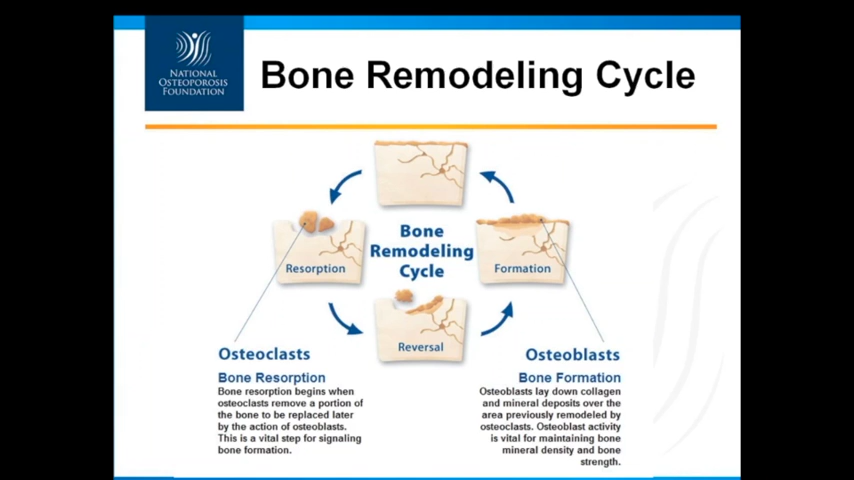 NATIONAL
OSTEOPOROSIS
FOUNDATION
Bone Remodeling Cycle
Bone
Remodeling
Cycle
Resorption
Formation
Reversal
Osteoclasts
Bone Resorption
Bone resorption begins when
osteoclasts remove a portion of
the bone to be replaced later
by the action of osteoblasts.
This is a vital step for signaling
bone formation.
Osteoblasts
Bone Formation
Osteoblasts lay down collagen
and mineral deposits over the
area previously remodeled by
osteoclasts. Osteoblast activity
is vital for maintaining bone
mineral density and bone
strength.